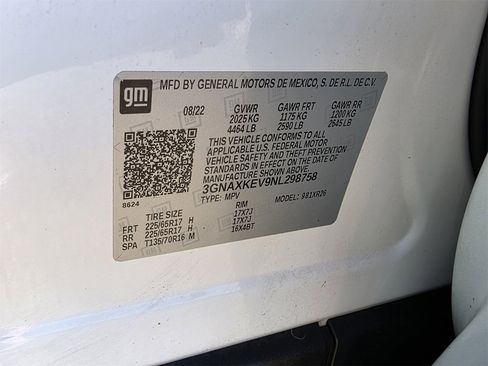 gm
MFD BY GENERAL MOTORS DE MEXICO, S. DE R.L. DE C.V.
08/22 GVWR GAWR FRT GAWR RR
2025 KG 1175 KG 1200 KG
4464 LB 2590 LB 2645 LB
THIS VEHICLE CONFORMS TO ALL
APPLICABLE U.S. FEDERAL MOTOR
VEHICLE SAFETY AND THEFT
PREVENTION STANDARDS IN EFFECT ON
THE DATE OF MANUFACTURE SHOWN ABOVE.
3GNAXKEV9NL298758
8624 TYPE: MPV MODEL: 981XR26
TIRE SIZE RIM
FRT 225/65R17 H 17X7J
RR 225/65R17 H 17X7J
SPA T135/70R16 M 16X4BT